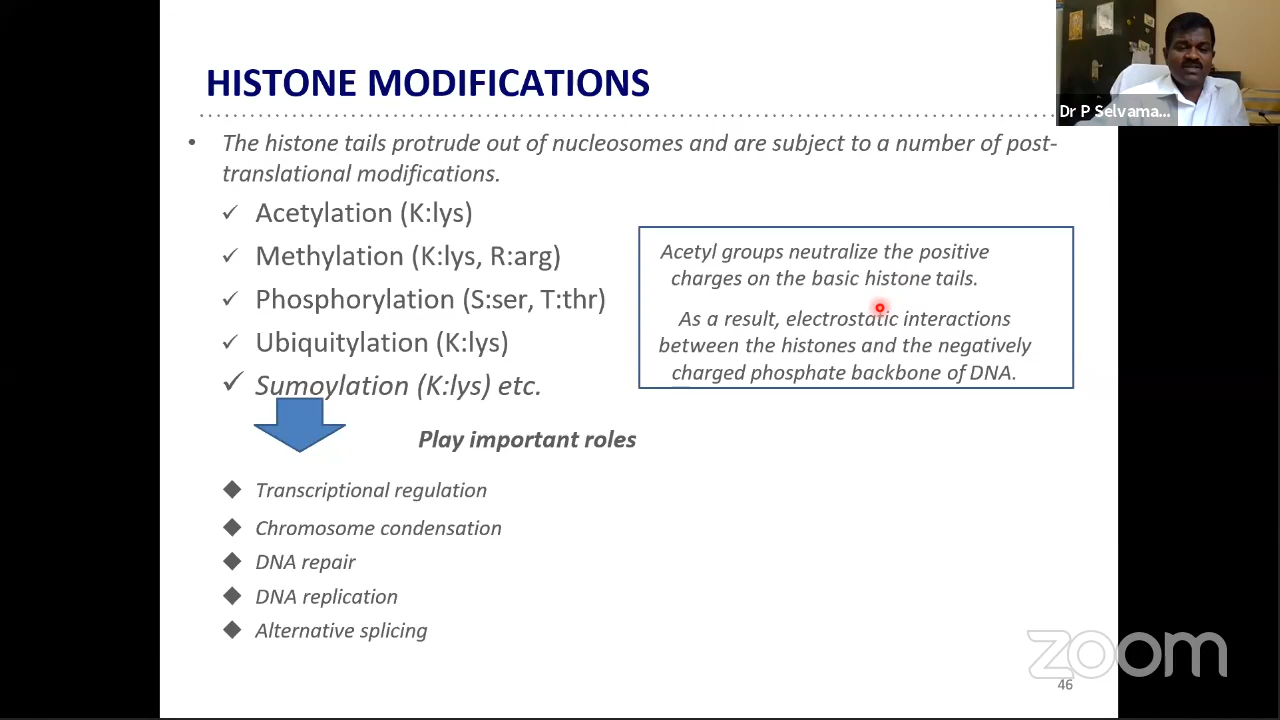 HISTONE MODIFICATIONS
Dr P Selvama...
• The histone tails protrude out of nucleosomes and are subject to a number of post-
translational modifications.
✓ Acetylation (K:lys)
✓ Methylation (K:lys, R:arg)
✓ Phosphorylation (S:ser, T:thr)
✓ Ubiquitylation (K:lys)
✓ Sumoylation (K:lys) etc.
Acetyl groups neutralize the positive
charges on the basic histone tails.
As a result, electrostatic interactions
between the histones and the negatively
charged phosphate backbone of DNA.
Play important roles
◆ Transcriptional regulation
◆ Chromosome condensation
◆ DNA repair
◆ DNA replication
◆ Alternative splicing
zoom
46